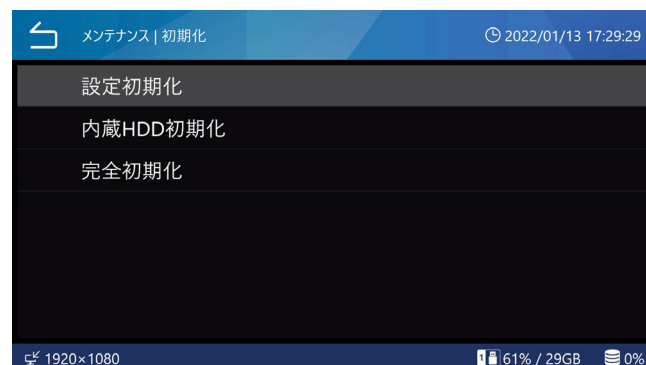 メンテナンス | 初期化 2022/01/13 17:29:29
設定初期化
内蔵HDD初期化
完全初期化
1920×1080 1 61% / 29GB 0%